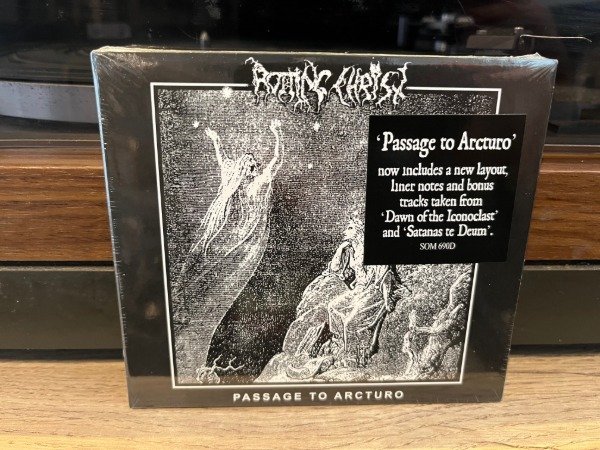 ROTTING CHRIST
'Passage to Arcturo'
now includes a new layout,
liner notes and bonus
tracks taken from
'Dawn of the Iconoclast'
and 'Satanas te Deum'.
SOM 690D
PASSAGE TO ARCTURO